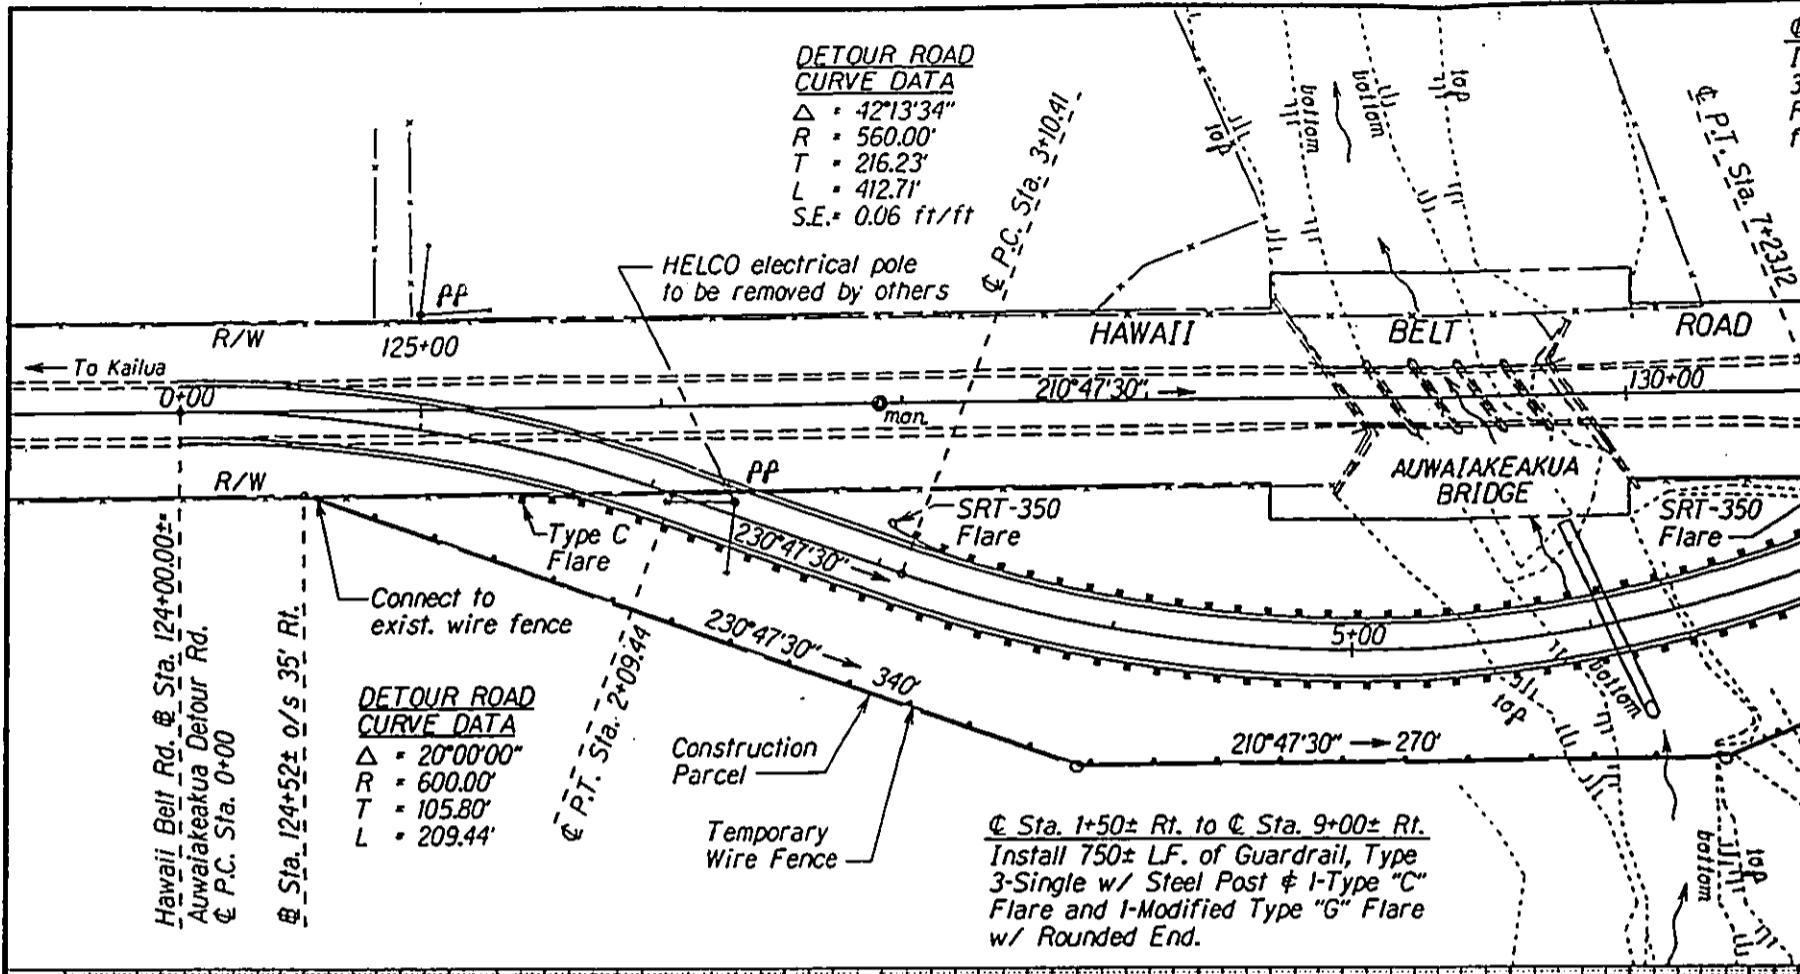 DETOUR ROAD
CURVE DATA
Δ = 42°13'34"
R = 560.00'
T = 216.23'
L = 412.71'
S.E.= 0.06 ft/ft
℄ P.C. Sta. 3+10.41
top
bottom
bottom
top
℄ P.T. Sta. 7+23.12
HELCO electrical pole
to be removed by others
PP
R/W
125+00
HAWAII BELT ROAD
To Kailua
0+00
210°47'30"
130+00
mon.
R/W
PP
AUWAIAKEAKUA
BRIDGE
SRT-350
Flare
SRT-350
Flare
Type C
Flare
230°47'30"
Connect to
exist. wire fence
5+00
230°47'30" 340'
bottom
top
Hawaii Belt Rd. @ Sta. 124+00.00±=
Auwaiakeakua Detour Rd.
℄ P.C. Sta. 0+00
Sta. 124+52± o/s 35' Rt.
DETOUR ROAD
CURVE DATA
Δ = 20°00'00"
R = 600.00'
T = 105.80'
L = 209.44'
℄ P.T. Sta. 2+09.44
Construction
Parcel
210°47'30" 270'
Temporary
Wire Fence
℄ Sta. 1+50± Rt. to ℄ Sta. 9+00± Rt.
Install 750± L.F. of Guardrail, Type
3-Single w/ Steel Post & 1-Type "C"
Flare and 1-Modified Type "G" Flare
w/ Rounded End.
bottom
top